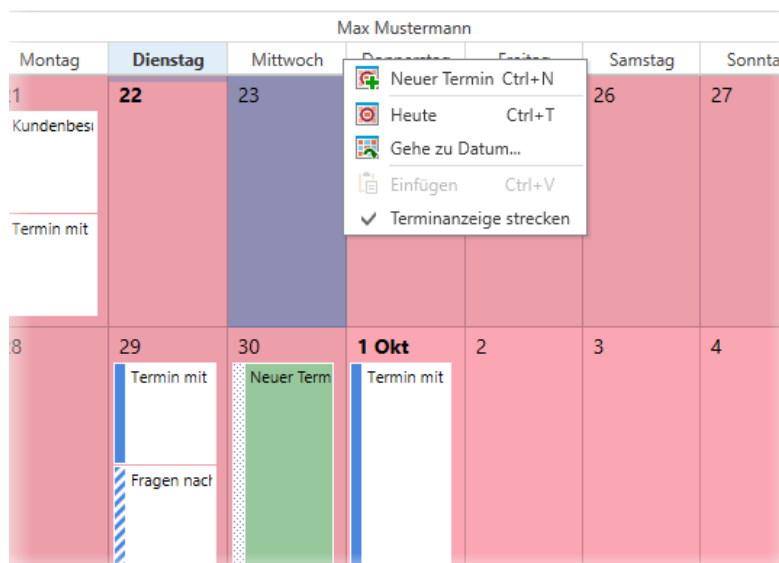 Max Mustermann
Montag Dienstag Mittwoch Donnerstag Freitag Samstag
22 23 26 27
Kundenbes
Termin mit
Neuer Termin Ctrl+N
Heute Ctrl+T
Gehe zu Datum...
Einfügen Ctrl+V
Terminanzeige strecken
29 30 1 Okt 2 3 4
Termin mit Neuer Term Termin mit
Fragen nach